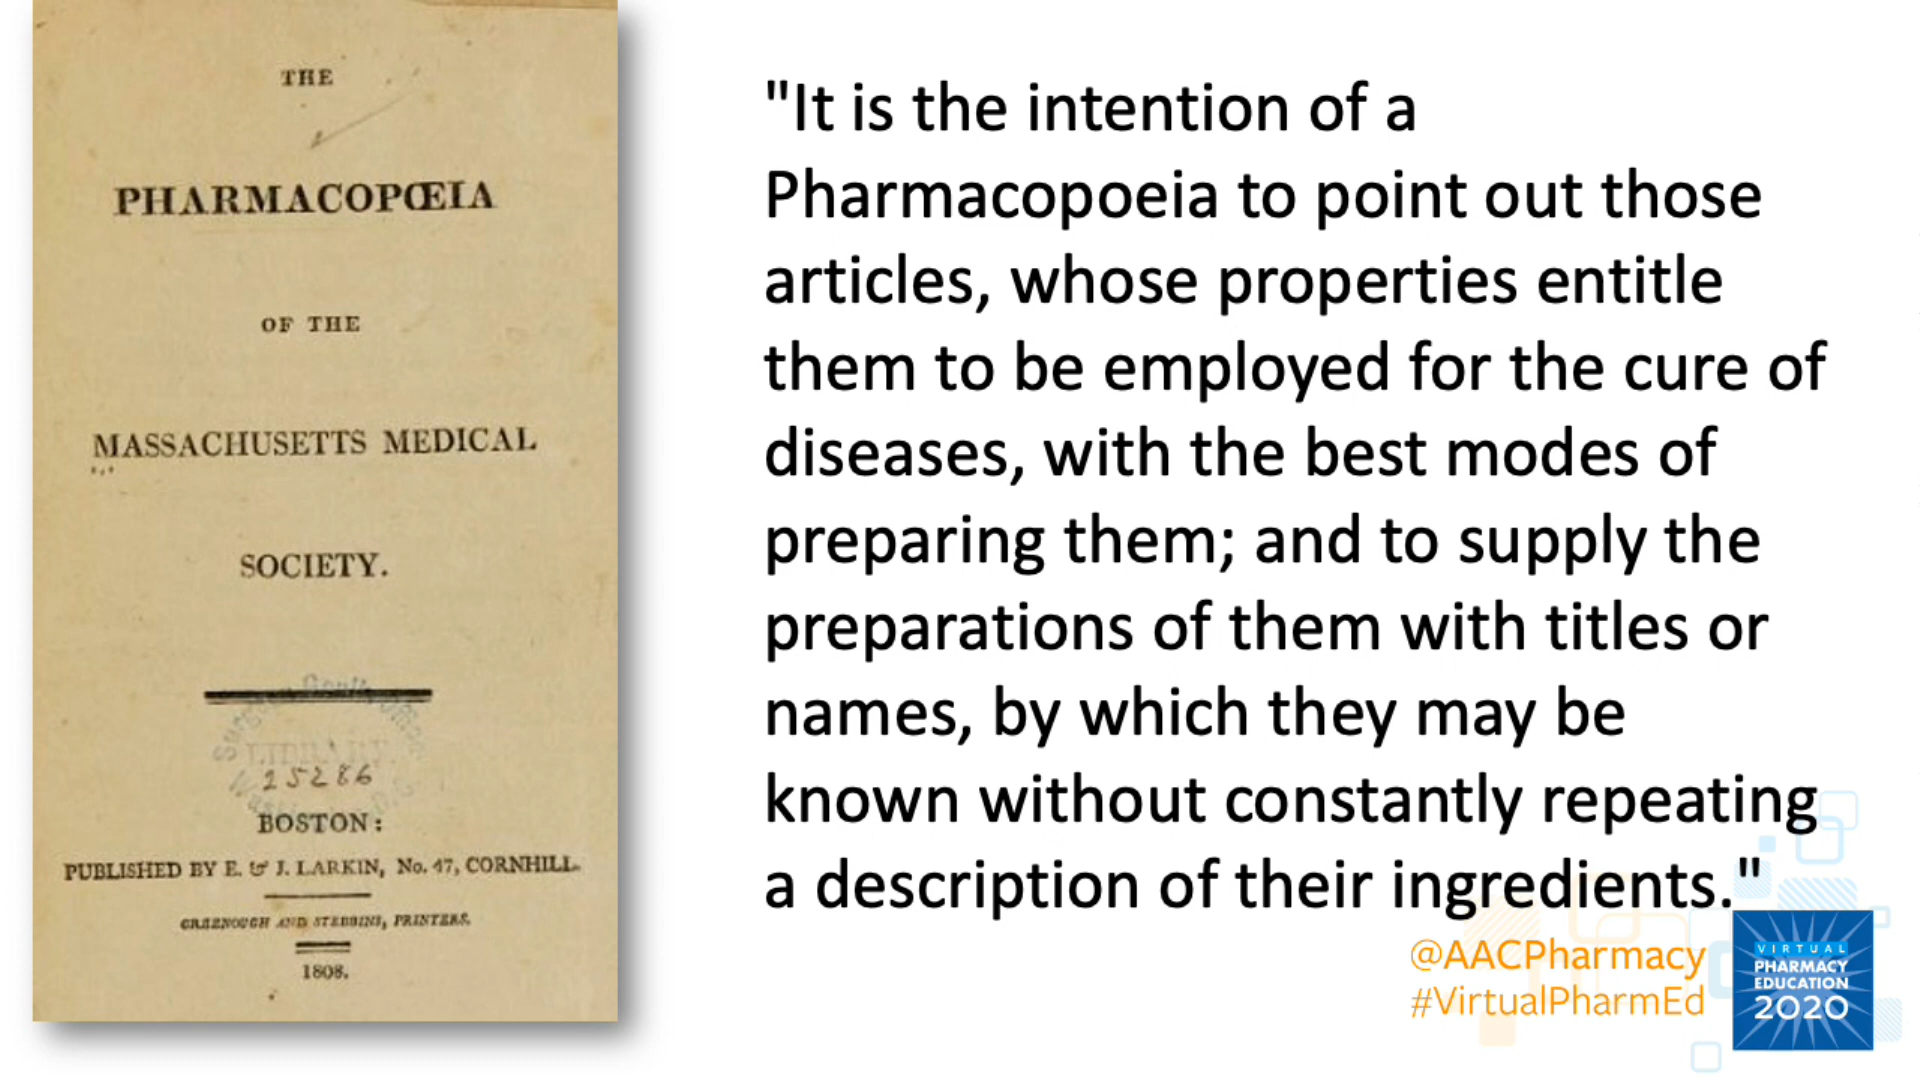 THE
PHARMACOPŒIA
OF THE
MASSACHUSETTS MEDICAL
SOCIETY.
LIBRARY
25286
BOSTON:
PUBLISHED BY E. & J. LARKIN, No. 47, CORNHILL.
GREENOUGH AND STEBBINS, PRINTERS.
1808.
"It is the intention of a
Pharmacopoeia to point out those
articles, whose properties entitle
them to be employed for the cure of
diseases, with the best modes of
preparing them; and to supply the
preparations of them with titles or
names, by which they may be
known without constantly repeating
a description of their ingredients."
@AACPharmacy
#VirtualPharmEd
VIRTUAL
PHARMACY
EDUCATION
2020